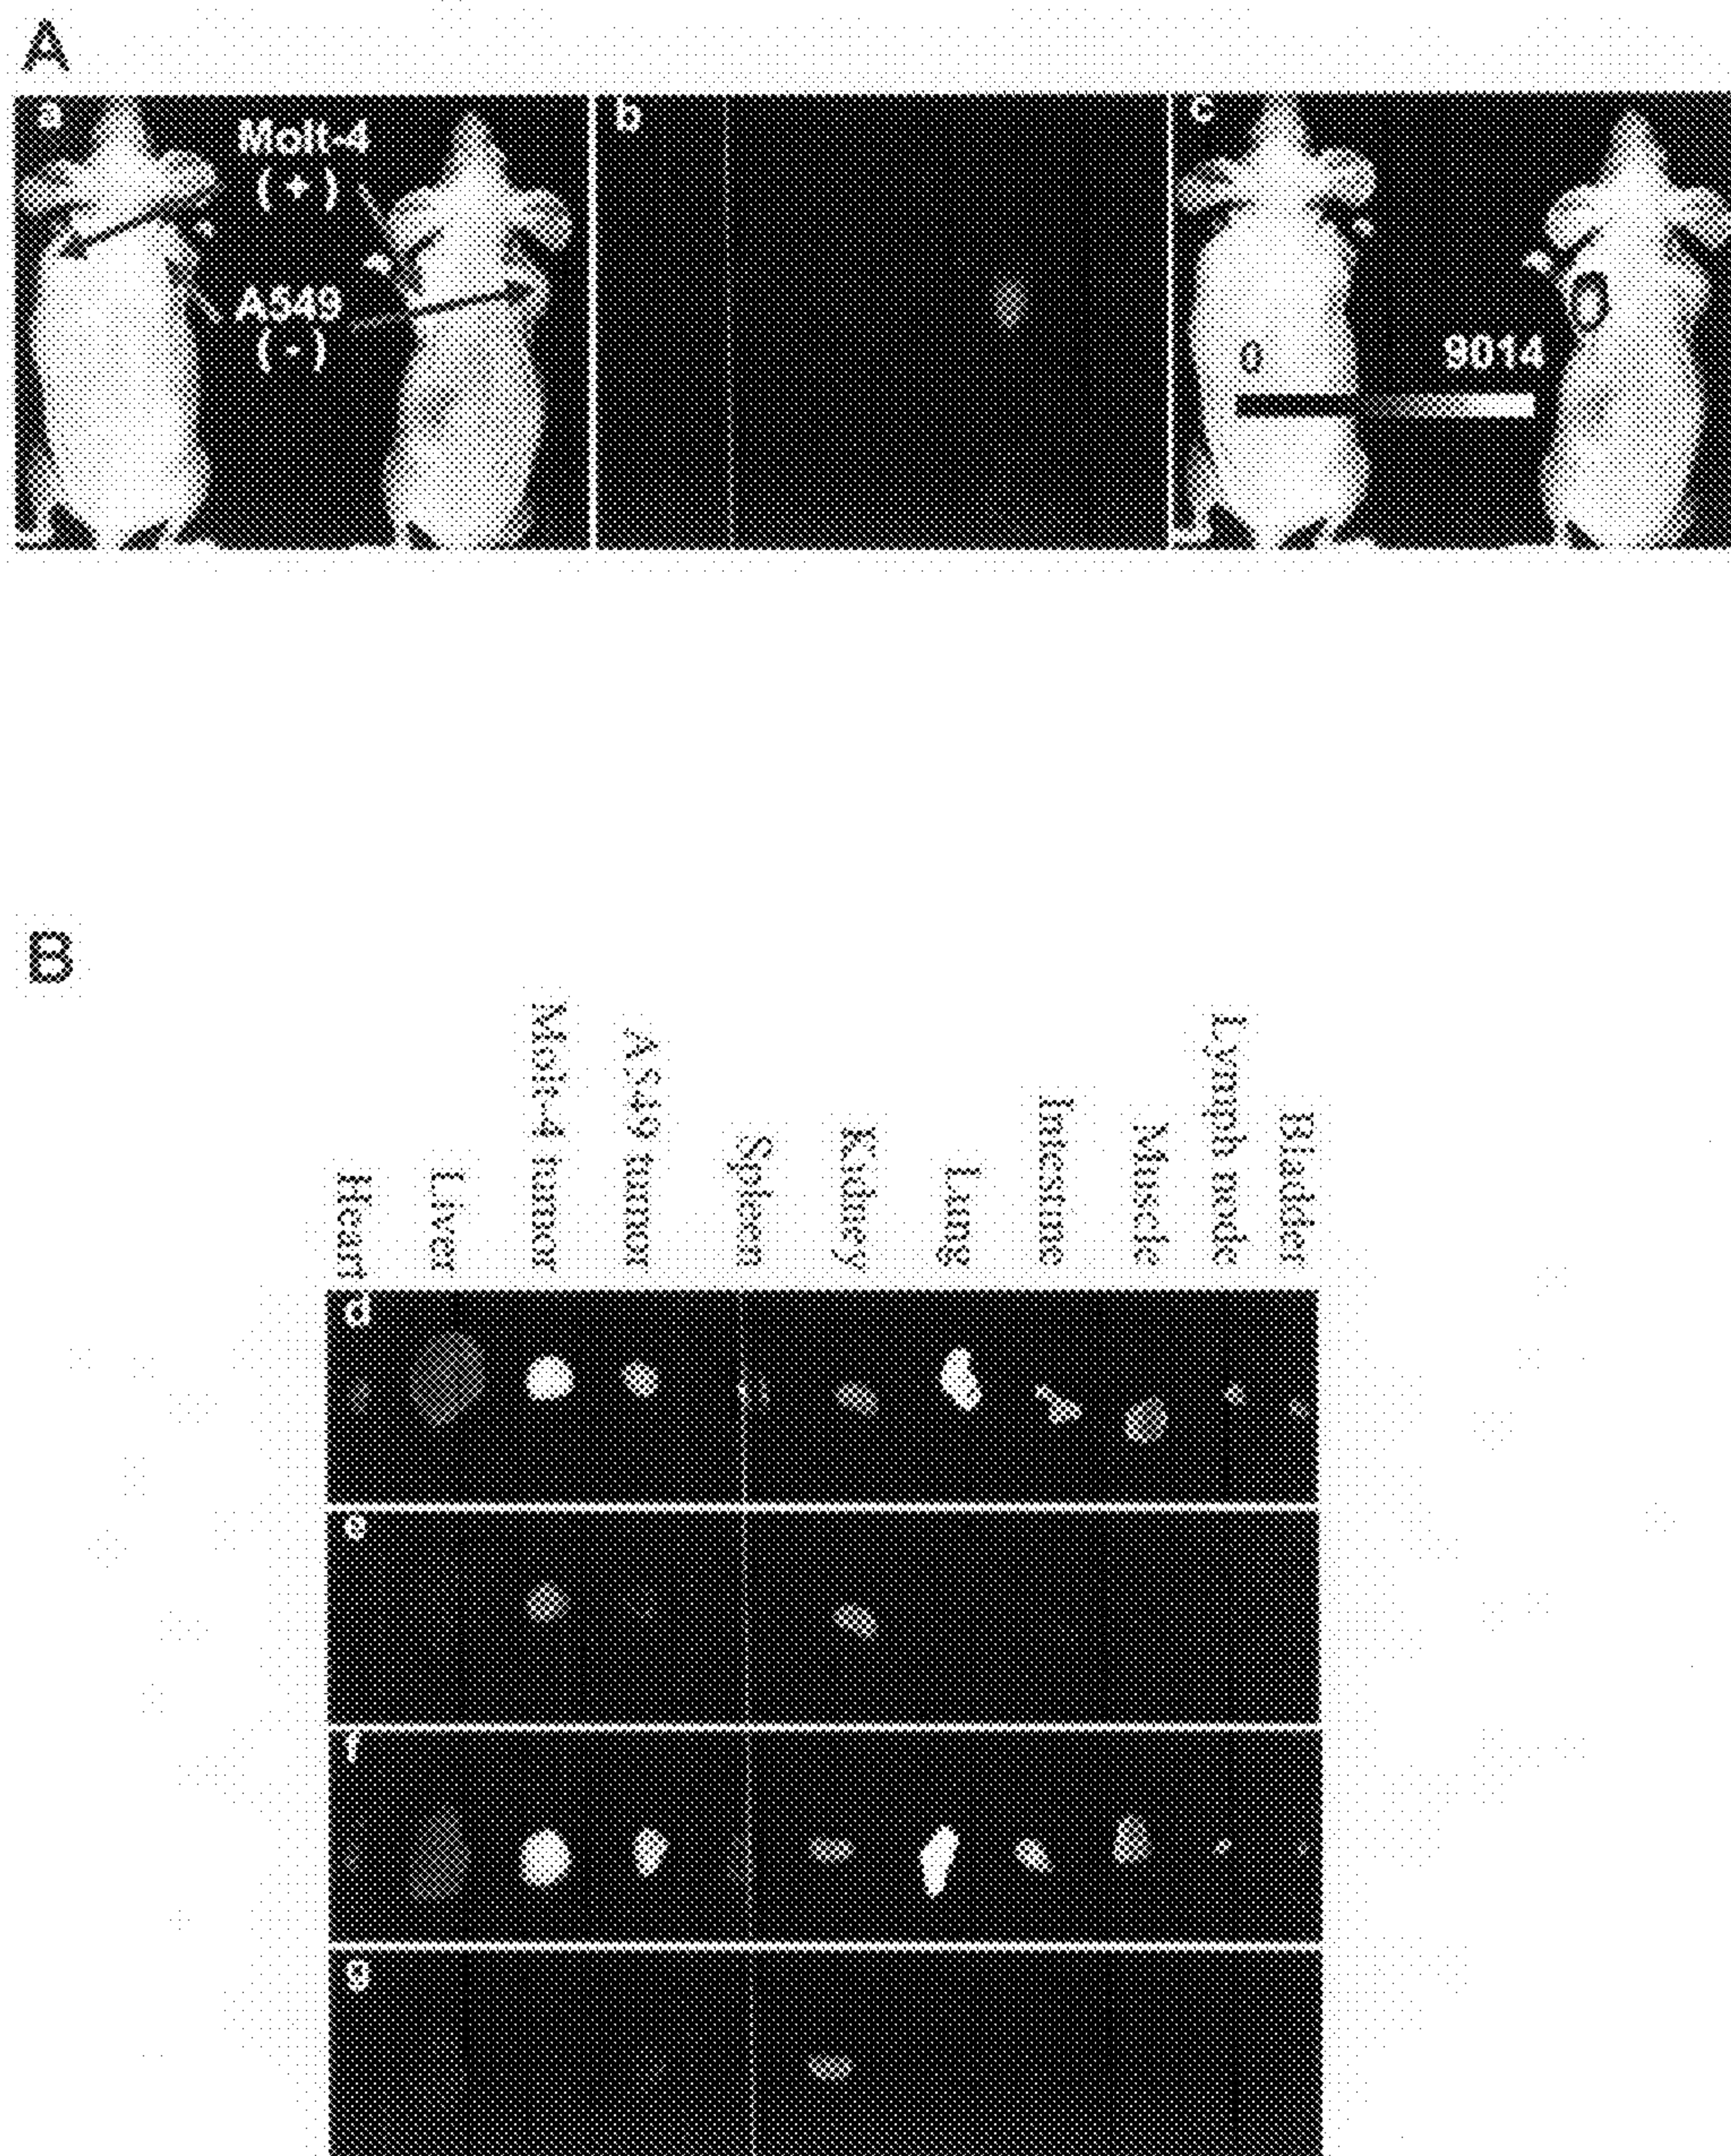 A
a
Molt-4
( + )
A549
( - )
b
c
0
9014
B
Heart
Liver
Molt-4 tumor
A549 tumor
Spleen
Kidney
Lung
Intestine
Muscle
Lymph node
Bladder
d
e
f
g